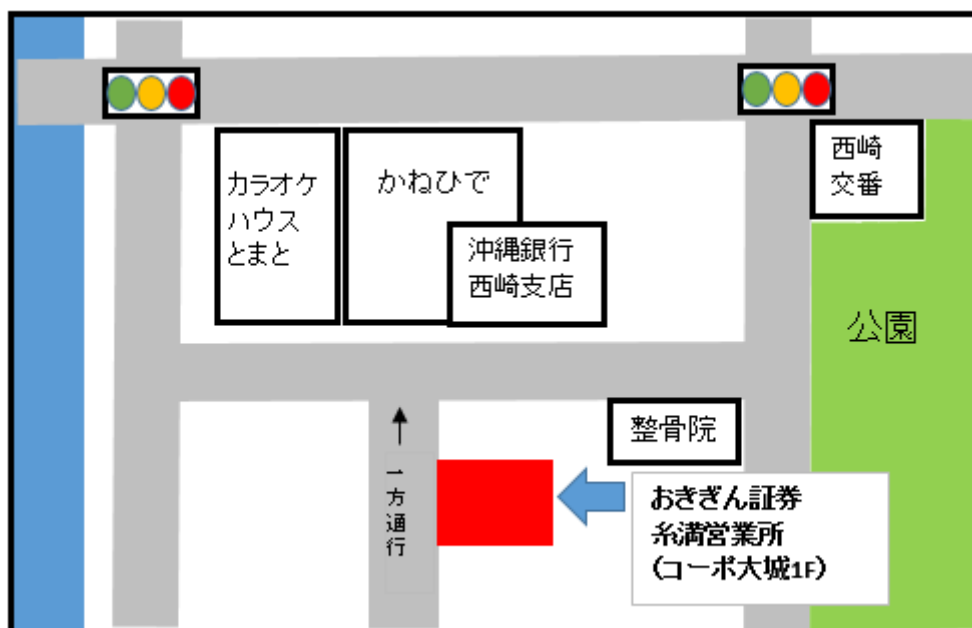 カラオケ
ハウス
とまと
かねひで
沖縄銀行
西崎支店
西崎
交番
公園
整骨院
一方通行
おきぎん証券
糸満営業所
(コーポ大城1F)